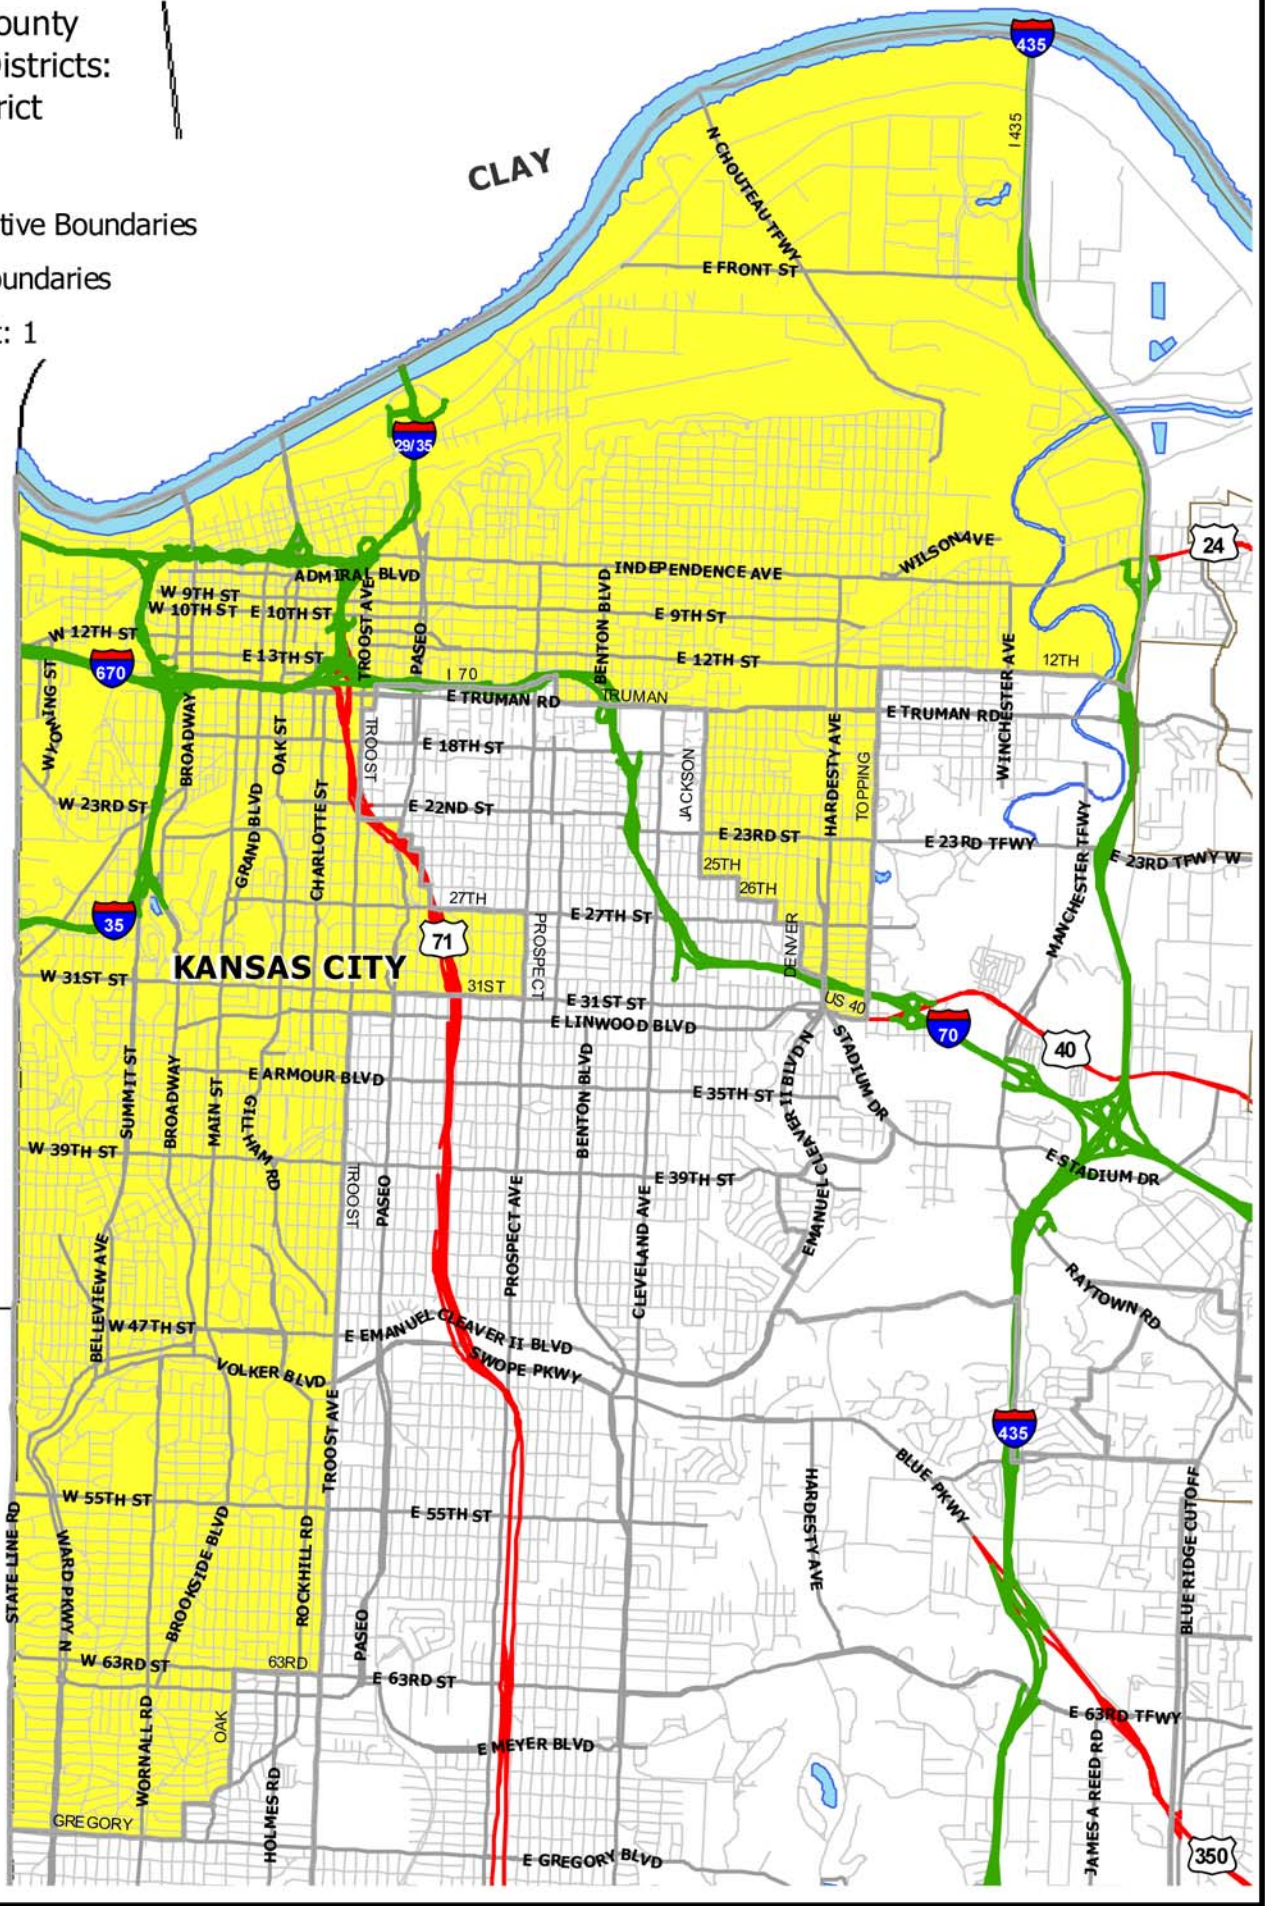 ounty
istricts:
rict
tive Boundaries
oundaries
t: 1
CLAY
435
I 435
N CHOUTEAU TFWY
E FRONT ST
29/35
24
WILSON AVE
INDEPENDENCE AVE
ADMIRAL BLVD
W 9TH ST
W 10TH ST
E 10TH ST
E 9TH ST
W 12TH ST
E 13TH ST
E 12TH ST
12TH
TROOST AVE
PASEO
BENTON BLVD
WINCHESTER AVE
670
I 70
E TRUMAN RD
TRUMAN
E TRUMAN RD
WYOMING ST
BROADWAY
OAK ST
TROOST
E 18TH ST
JACKSON
HARDESTY AVE
TOPPING
W 23RD ST
GRAND BLVD
CHARLOTTE ST
E 22ND ST
E 23RD ST
E 23RD TFWY
MANCHESTER TFWY
E 23RD TFWY W
25TH
26TH
27TH
35
E 27TH ST
PROSPECT
DENVER
71
KANSAS CITY
W 31ST ST
31ST
E 31ST ST
US 40
E LINWOOD BLVD
70
40
SUMMIT ST
BROADWAY
MAIN ST
GILLHAM RD
E ARMOUR BLVD
BENTON BLVD
E 35TH ST
EMANUEL CLEAVER II BLVD N
STADIUM DR
W 39TH ST
TROOST
PASEO
PROSPECT AVE
E 39TH ST
CLEVELAND AVE
E STADIUM DR
RAYTOWN RD
BELLEVIEW AVE
W 47TH ST
E EMANUEL CLEAVER II BLVD
VOLKER BLVD
SWOPE PKWY
TROOST AVE
435
BLUE PKWY
W 55TH ST
E 55TH ST
HARDESTY AVE
BLUE RIDGE CUTOFF
STATE LINE RD
WARD PKWY N
BROOKSIDE BLVD
ROCKHILL RD
PASEO
W 63RD ST
63RD
E 63RD ST
E 63RD TFWY
OAK
WORNALL RD
HOLMES RD
E MEYER BLVD
JAMES A REED RD
GREGORY
E GREGORY BLVD
350